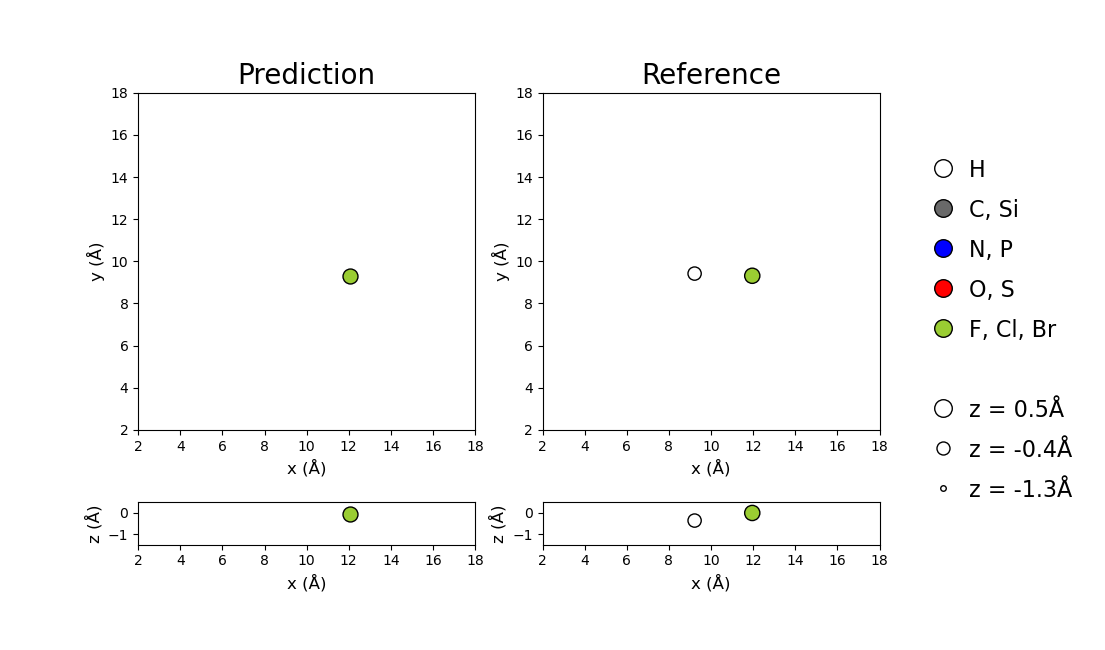 Prediction
Reference
18
16
14
12
10
8
6
4
2
y (Å)
2 4 6 8 10 12 14 16 18
x (Å)
18
16
14
12
10
8
6
4
2
y (Å)
2 4 6 8 10 12 14 16 18
x (Å)
0
−1
z (Å)
2 4 6 8 10 12 14 16 18
x (Å)
0
−1
z (Å)
2 4 6 8 10 12 14 16 18
x (Å)
H
C, Si
N, P
O, S
F, Cl, Br
z = 0.5Å
z = -0.4Å
z = -1.3Å